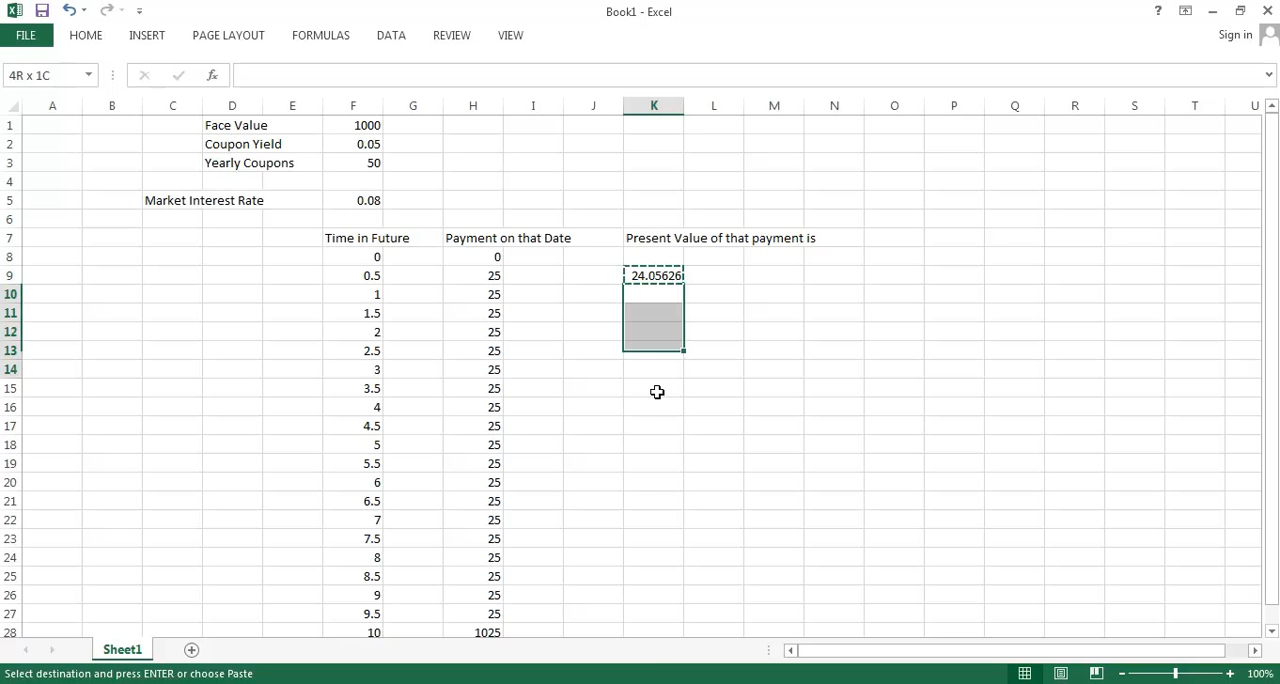 Book1 - Excel
?
FILE HOME INSERT PAGE LAYOUT FORMULAS DATA REVIEW VIEW Sign in
4R x 1C fx
A B C D E F G H I J K L M N O P Q R S T U
1 Face Value 1000
2 Coupon Yield 0.05
3 Yearly Coupons 50
4
5 Market Interest Rate 0.08
6
7 Time in Future Payment on that Date Present Value of that payment is
8 0 0
9 0.5 25 24.05626
10 1 25
11 1.5 25
12 2 25
13 2.5 25
14 3 25
15 3.5 25
16 4 25
17 4.5 25
18 5 25
19 5.5 25
20 6 25
21 6.5 25
22 7 25
23 7.5 25
24 8 25
25 8.5 25
26 9 25
27 9.5 25
28 10 1025
Sheet1
Select destination and press ENTER or choose Paste 100%